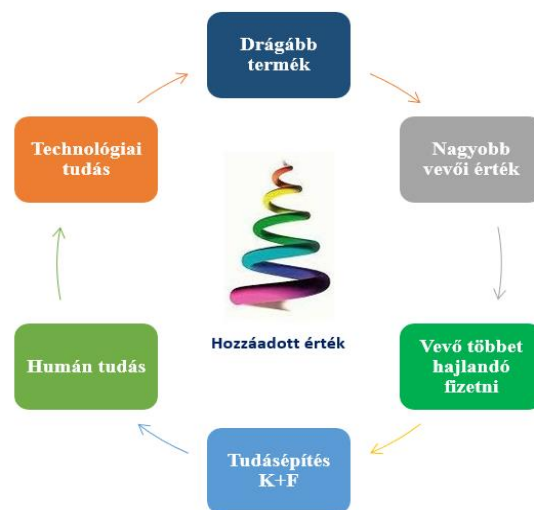 Drágább
termék
Nagyobb
vevői érték
Vevő többet
hajlandó
fizetni
Tudásépítés
K+F
Humán tudás
Technológiai
tudás
Hozzáadott érték